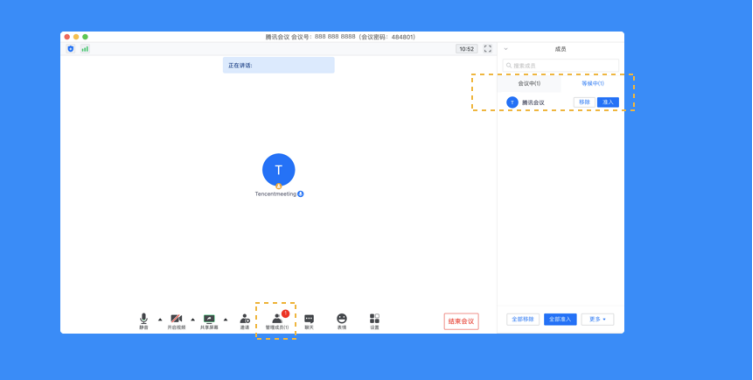 腾讯会议 会议号：888 888 8888（会议密码：484801）
10:52
正在讲话:
T
Tencentmeeting
静音
开启视频
共享屏幕
邀请
管理成员(1)
1
聊天
表情
设置
结束会议
成员
搜索成员
会议中(1)
等候中(1)
T 腾讯会议
移除
准入
全部移除
全部准入
更多